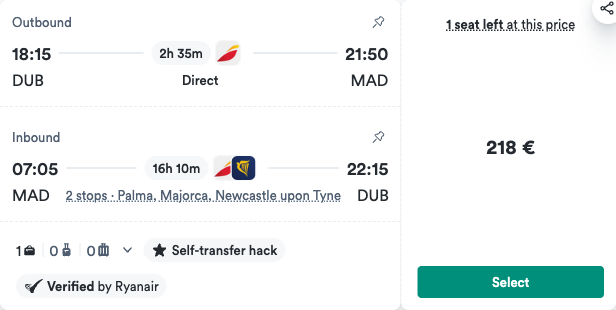 Outbound
18:15 2h 35m 21:50
DUB Direct MAD
Inbound
07:05 16h 10m 22:15
MAD 2 stops · Palma, Majorca, Newcastle upon Tyne DUB
1 0 0 Self-transfer hack
Verified by Ryanair
1 seat left at this price
218 €
Select